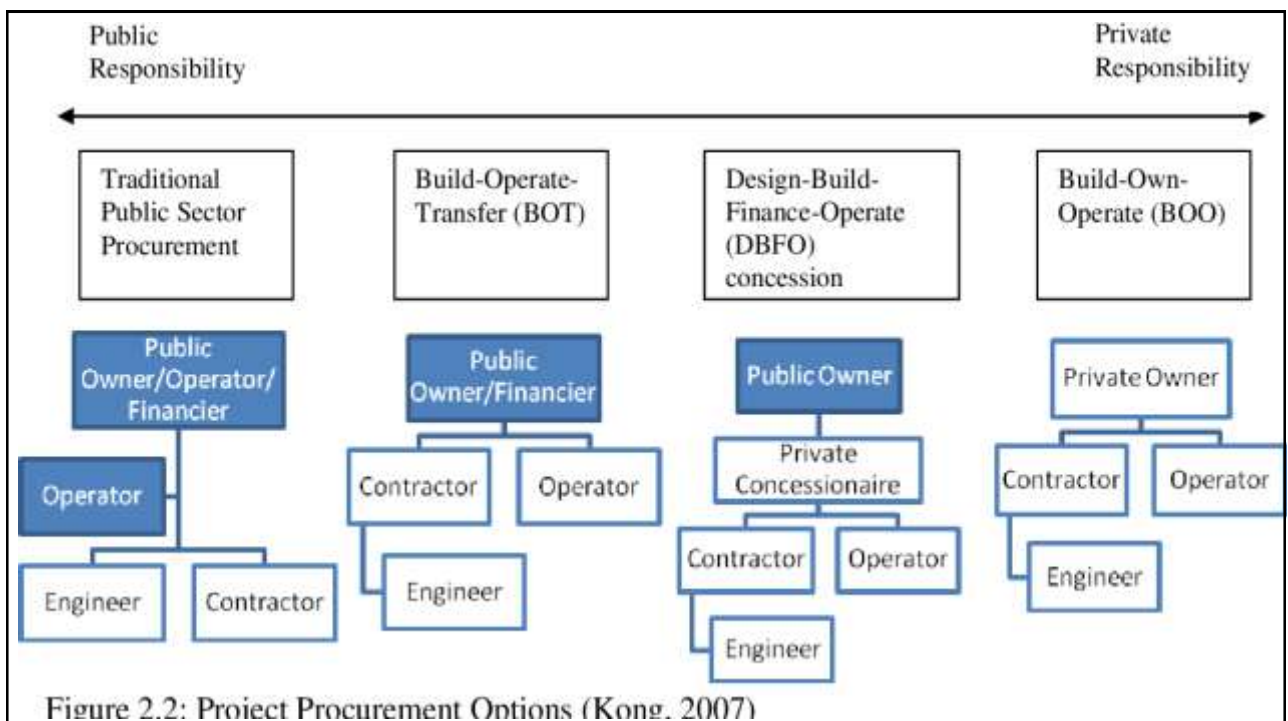 Public
Responsibility
Private
Responsibility
Traditional
Public Sector
Procurement
Build-Operate-
Transfer (BOT)
Design-Build-
Finance-Operate
(DBFO)
concession
Build-Own-
Operate (BOO)
Public
Owner/Operator/
Financier
Operator
Engineer
Contractor
Public
Owner/Financier
Contractor
Operator
Engineer
Public Owner
Private
Concessionaire
Contractor
Operator
Engineer
Private Owner
Contractor
Operator
Engineer
Figure 2.2: Project Procurement Options (Kong, 2007)